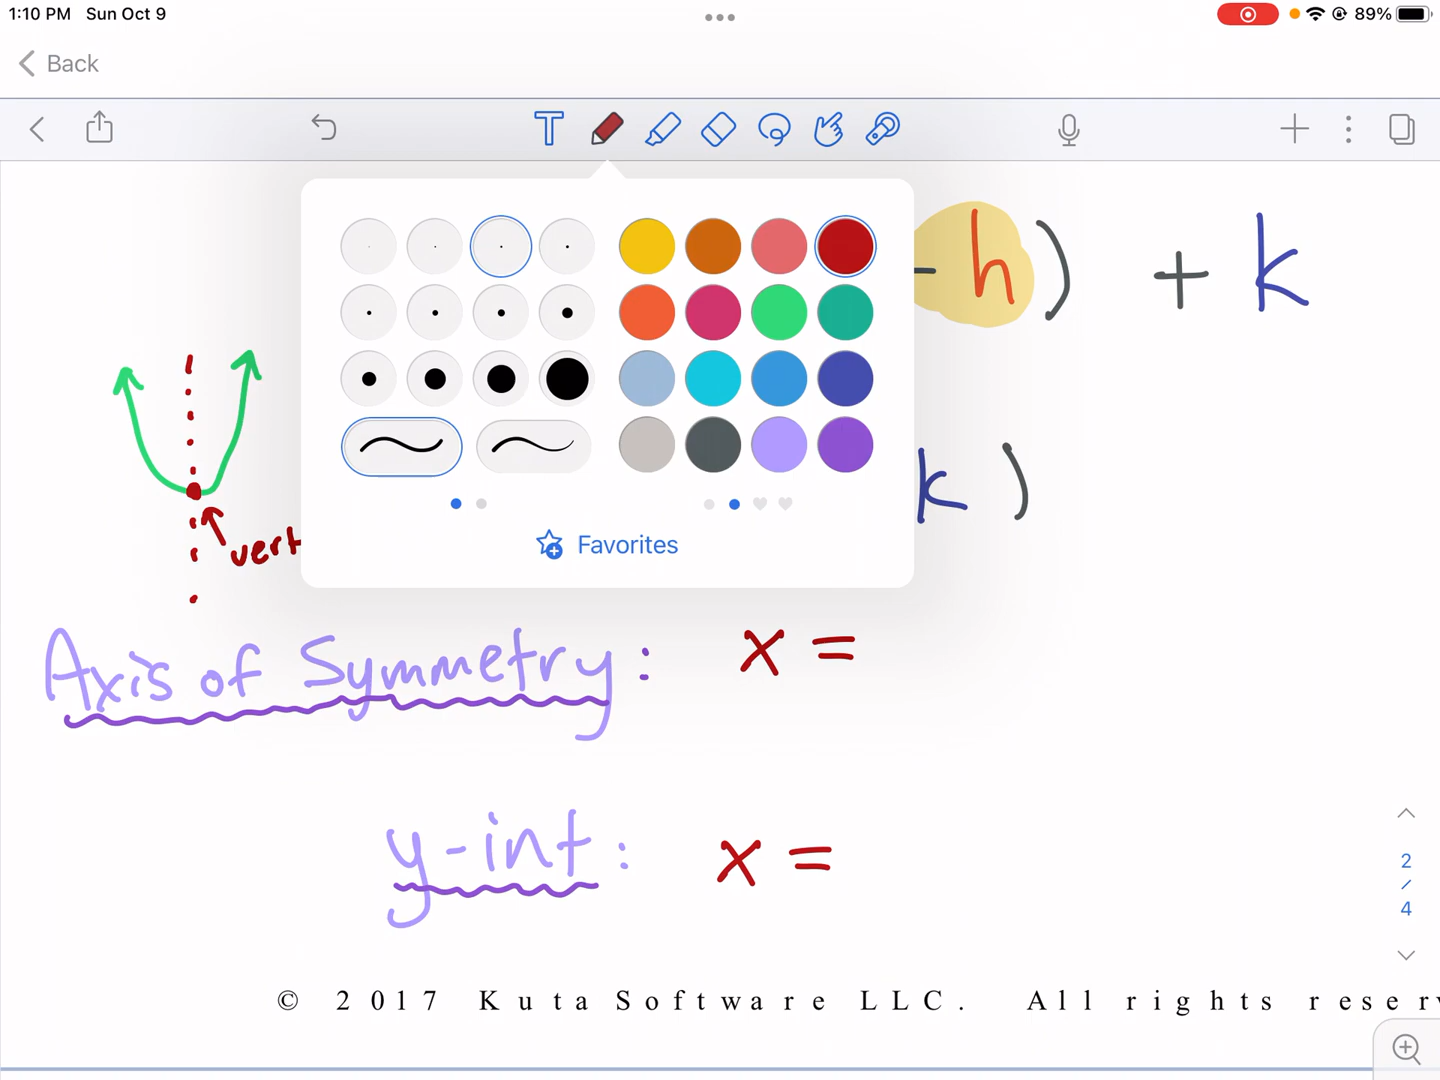 1:10 PM Sun Oct 9
89%
Back
T
- h) + k
k )
vert
Favorites
Axis of Symmetry: x =
y-int: x =
2
/
4
© 2017 Kuta Software LLC. All rights reser